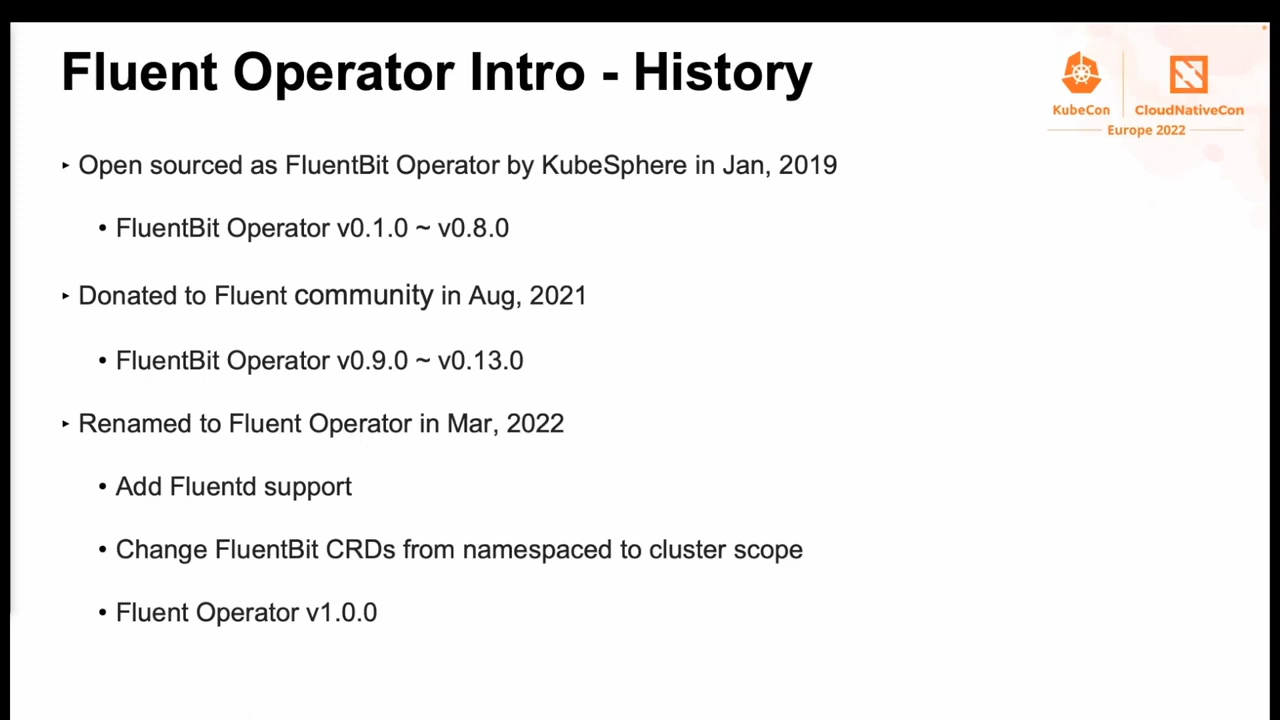 Fluent Operator Intro - History
KubeCon
CloudNativeCon
Europe 2022
‣ Open sourced as FluentBit Operator by KubeSphere in Jan, 2019
• FluentBit Operator v0.1.0 ~ v0.8.0
‣ Donated to Fluent community in Aug, 2021
• FluentBit Operator v0.9.0 ~ v0.13.0
‣ Renamed to Fluent Operator in Mar, 2022
• Add Fluentd support
• Change FluentBit CRDs from namespaced to cluster scope
• Fluent Operator v1.0.0